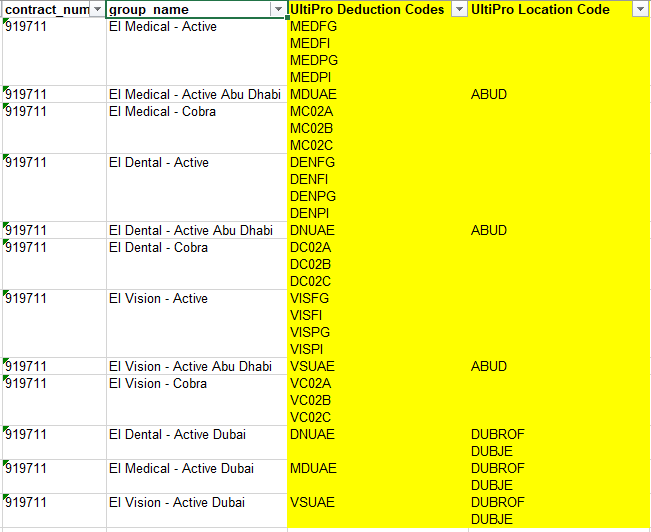 contract_num group_name UltiPro Deduction Codes UltiPro Location Code
919711 EI Medical - Active MEDFG
MEDFI
MEDPG
MEDPI
919711 EI Medical - Active Abu Dhabi MDUAE ABUD
919711 EI Medical - Cobra MC02A
MC02B
MC02C
919711 EI Dental - Active DENFG
DENFI
DENPG
DENPI
919711 EI Dental - Active Abu Dhabi DNUAE ABUD
919711 EI Dental - Cobra DC02A
DC02B
DC02C
919711 EI Vision - Active VISFG
VISFI
VISPG
VISPI
919711 EI Vision - Active Abu Dhabi VSUAE ABUD
919711 EI Vision - Cobra VC02A
VC02B
VC02C
919711 EI Dental - Active Dubai DNUAE DUBROF
DUBJE
919711 EI Medical - Active Dubai MDUAE DUBROF
DUBJE
919711 EI Vision - Active Dubai VSUAE DUBROF
DUBJE